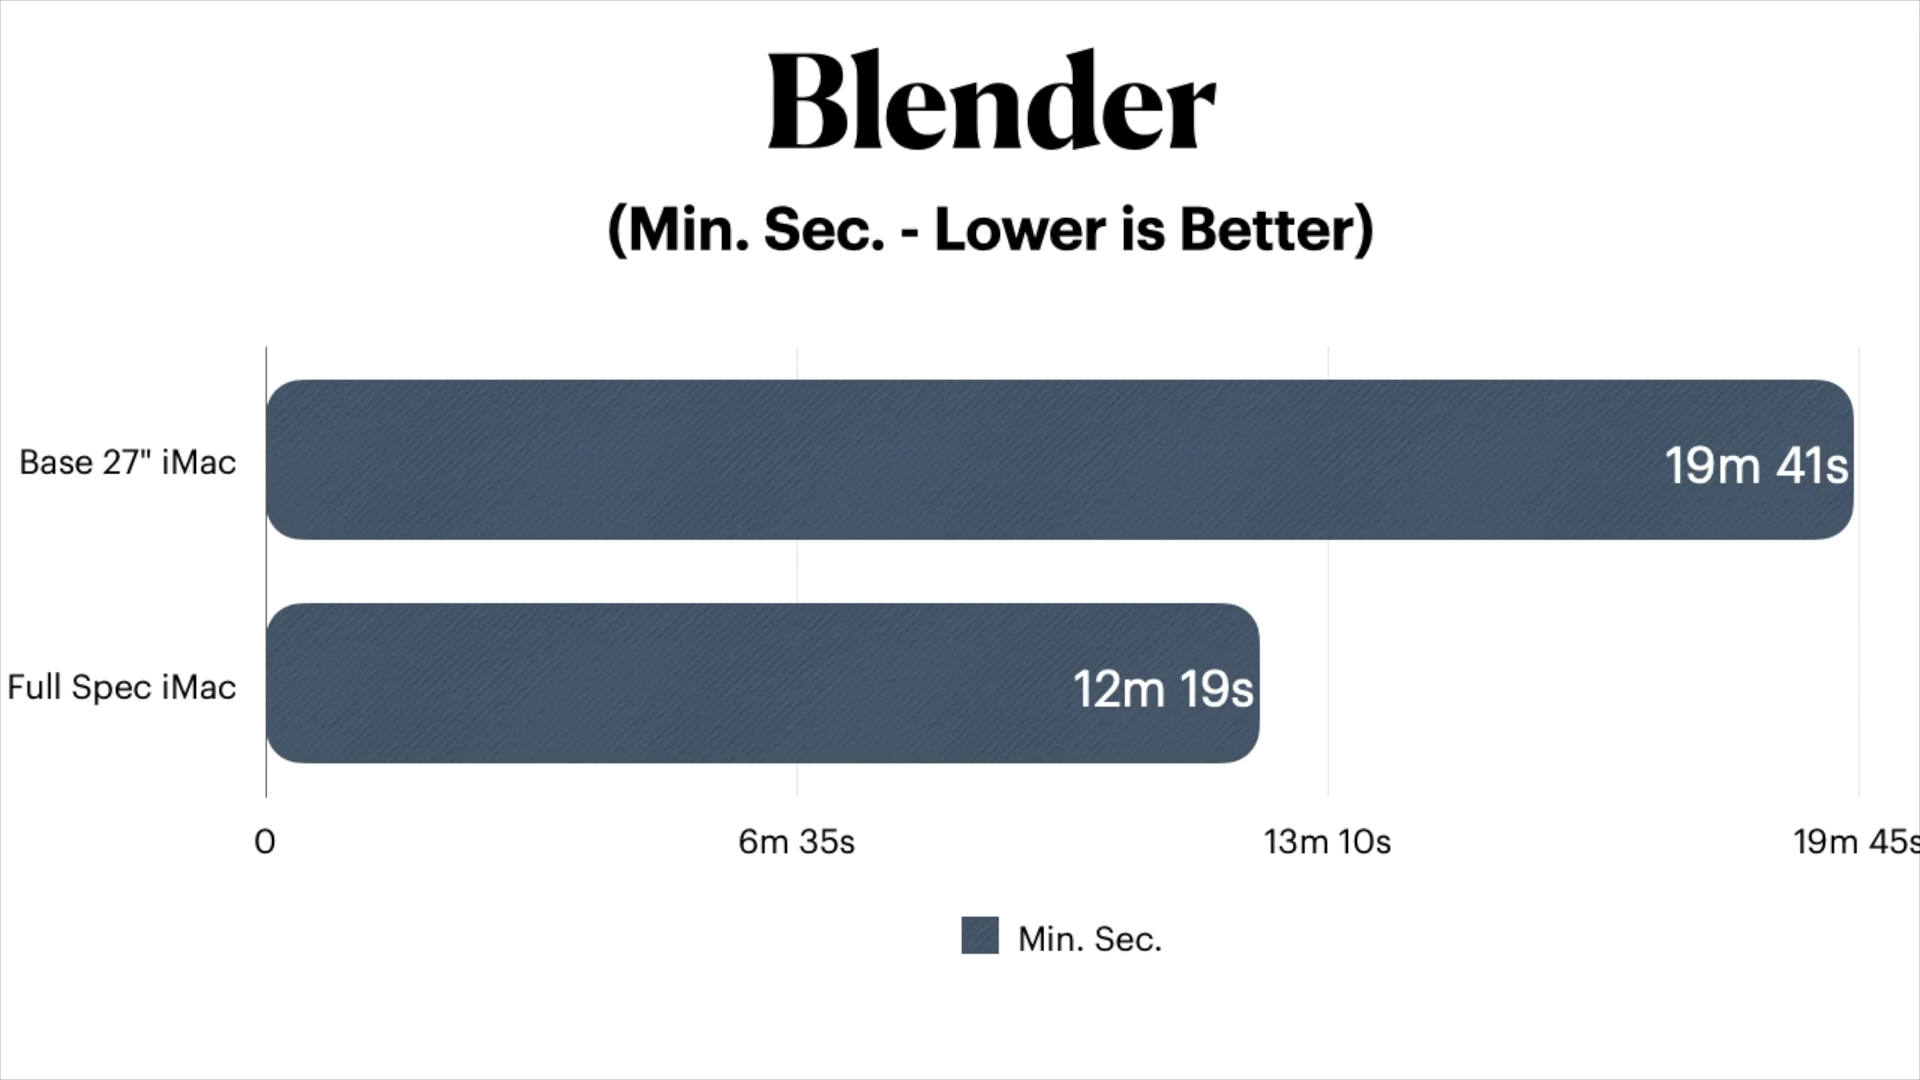 Blender
(Min. Sec. - Lower is Better)
Base 27" iMac
19m 41s
Full Spec iMac
12m 19s
0
6m 35s
13m 10s
19m 45s
Min. Sec.